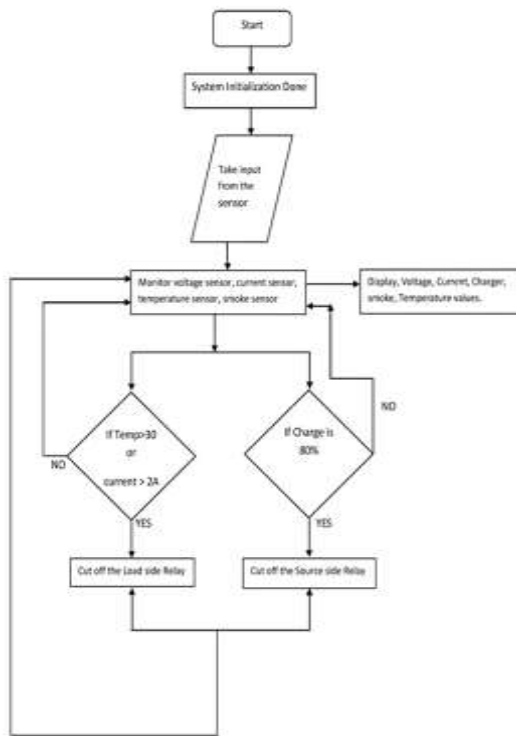 Start
System Initialization Done
Take input
from the
sensor
Monitor voltage sensor, current sensor,
temperature sensor, smoke sensor
Display, Voltage, Current, Charger,
smoke, Temperature values.
If Temp>30
or
current > 2A
NO
YES
If Charge is
80%
NO
YES
Cut off the Load side Relay
Cut off the Source side Relay